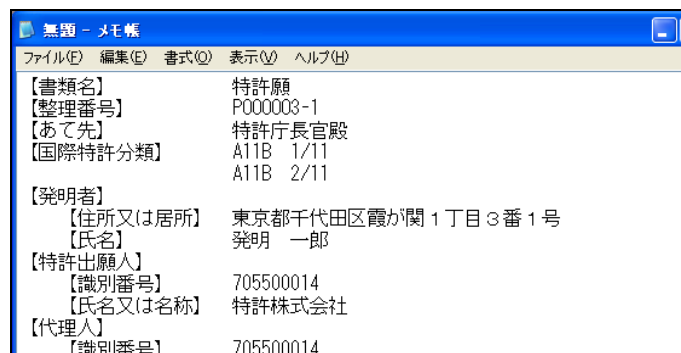 無題 - メモ帳
ファイル(F) 編集(E) 書式(O) 表示(V) ヘルプ(H)
【書類名】 特許願
【整理番号】 P000003-1
【あて先】 特許庁長官殿
【国際特許分類】 A11B 1/11
A11B 2/11
【発明者】
【住所又は居所】 東京都千代田区霞が関1丁目3番1号
【氏名】 発明 一郎
【特許出願人】
【識別番号】 705500014
【氏名又は名称】 特許株式会社
【代理人】
【識別番号】 705500014